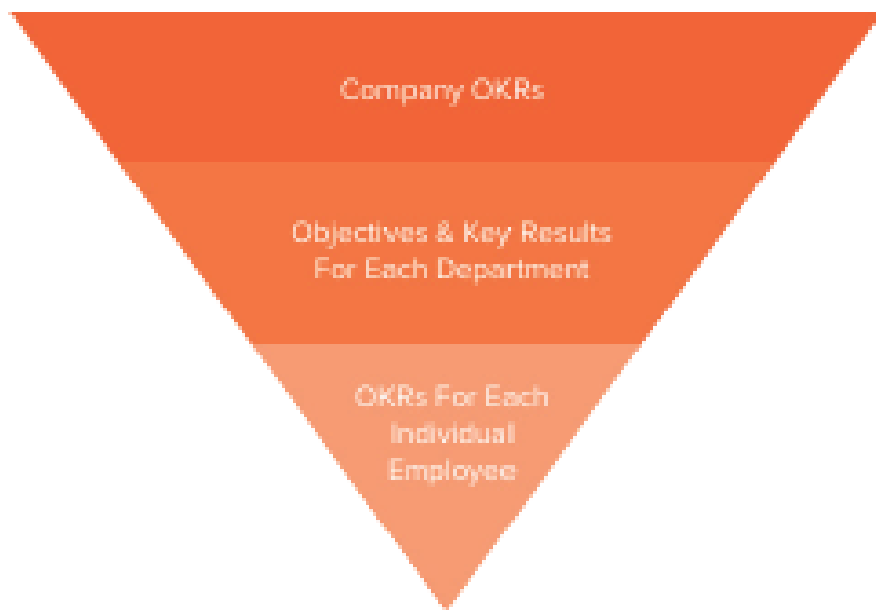 Company OKRs
Objectives & Key Results
For Each Department
OKRs For Each
Individual
Employee